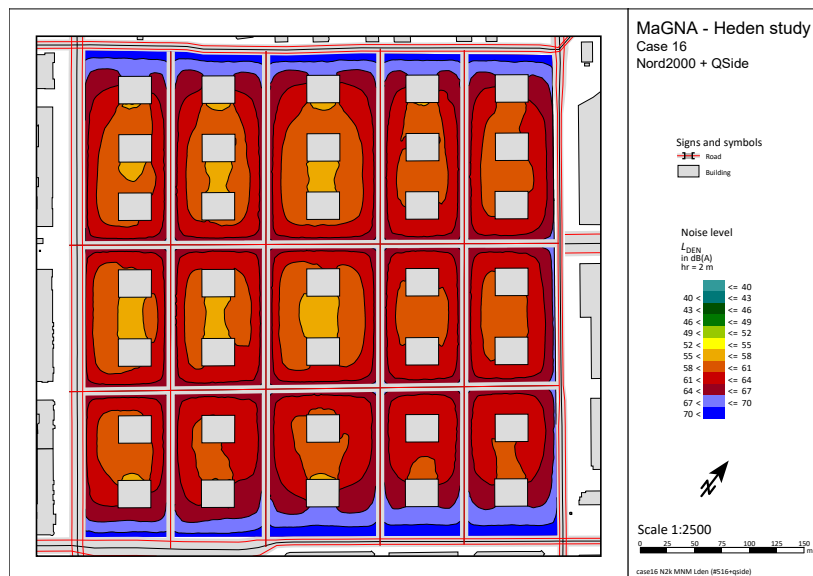 MaGNA - Heden study
Case 16
Nord2000 + QSide
Signs and symbols
Road
Building
Noise level
LDEN
in dB(A)
hr = 2 m
<= 40
40 < <= 43
43 < <= 46
46 < <= 49
49 < <= 52
52 < <= 55
55 < <= 58
58 < <= 61
61 < <= 64
64 < <= 67
67 < <= 70
70 <
N
Scale 1:2500
0 25 50 75 100 125 150
m
case16 N2k MNM Lden (#S16+qside)